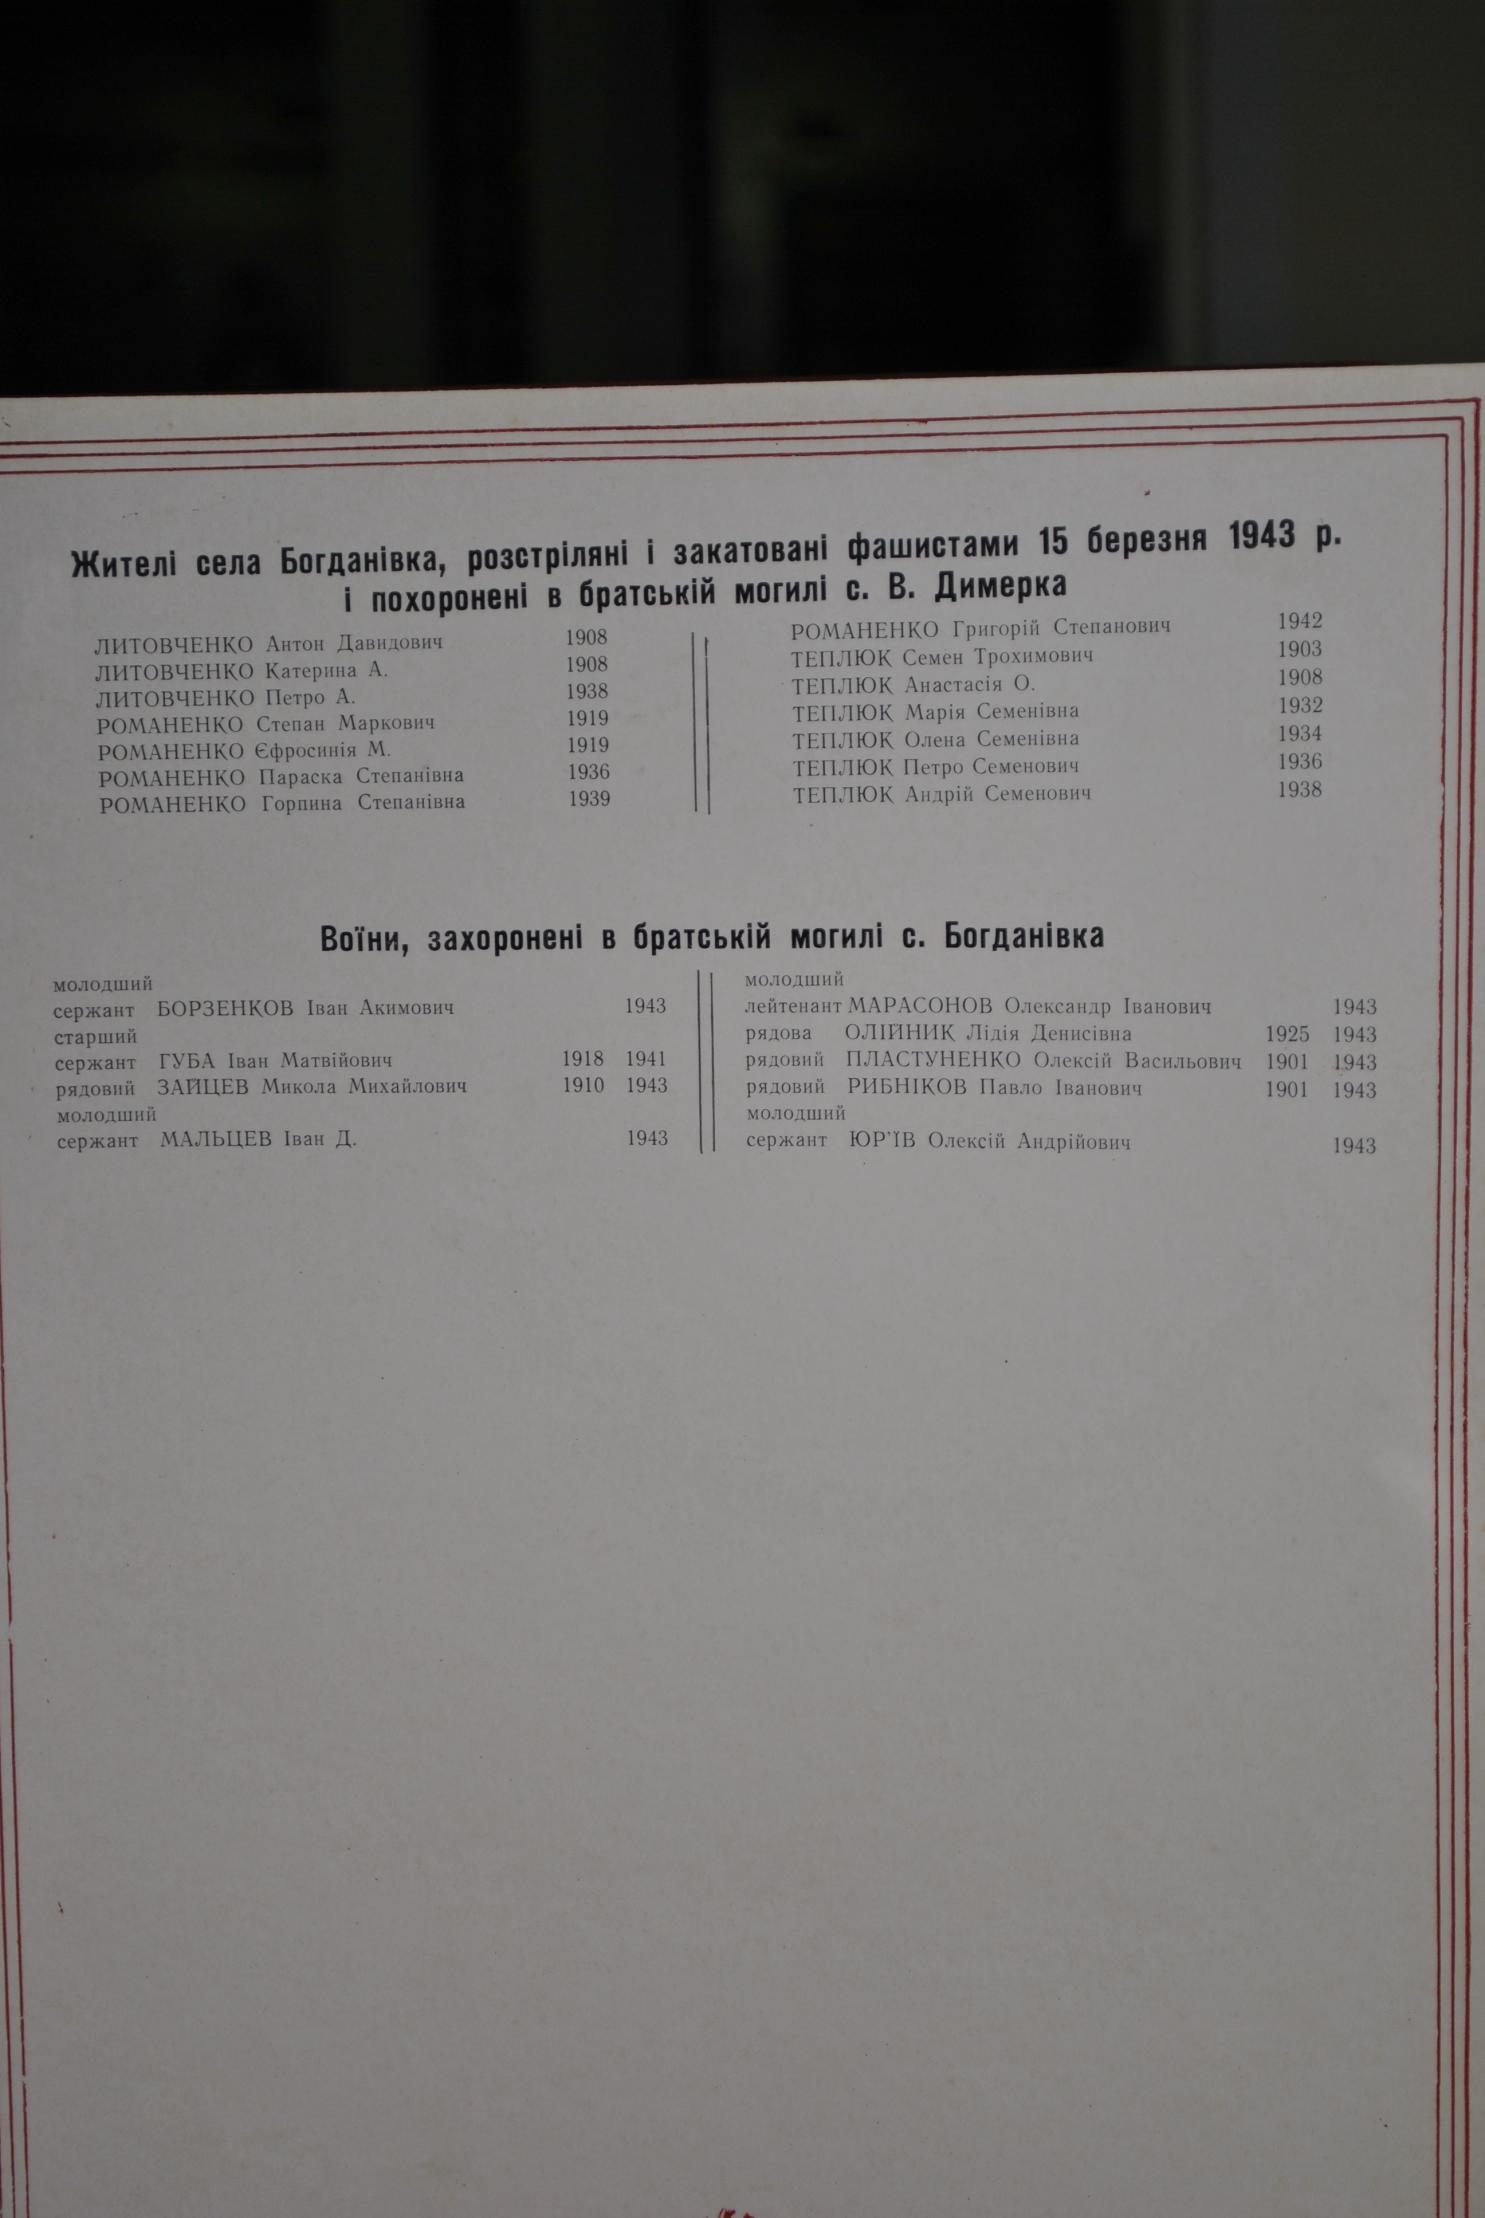 Жителі села Богданівка, розстріляні і закатовані фашистами 15 березня 1943 р.
і похоронені в братській могилі с. В. Димерка
ЛИТОВЧЕНКО Антон Давидович 1908
ЛИТОВЧЕНКО Катерина А. 1908
ЛИТОВЧЕНКО Петро А. 1938
РОМАНЕНКО Степан Маркович 1919
РОМАНЕНКО Єфросинія М. 1919
РОМАНЕНКО Параска Степанівна 1936
РОМАНЕНКО Горпина Степанівна 1939
РОМАНЕНКО Григорій Степанович 1942
ТЕПЛЮК Семен Трохимович 1903
ТЕПЛЮК Анастасія О. 1908
ТЕПЛЮК Марія Семенівна 1932
ТЕПЛЮК Олена Семенівна 1934
ТЕПЛЮК Петро Семенович 1936
ТЕПЛЮК Андрій Семенович 1938
Воїни, захоронені в братській могилі с. Богданівка
молодший
сержант БОРЗЕНКОВ Іван Акимович 1943
старший
сержант ГУБА Іван Матвійович 1918 1941
рядовий ЗАЙЦЕВ Микола Михайлович 1910 1943
молодший
сержант МАЛЬЦЕВ Іван Д. 1943
молодший
лейтенант МАРАСОНОВ Олександр Іванович 1943
рядова ОЛІЙНИК Лідія Денисівна 1925 1943
рядовий ПЛАСТУНЕНКО Олексій Васильович 1901 1943
рядовий РИБНІКОВ Павло Іванович 1901 1943
молодший
сержант ЮР'ЇВ Олексій Андрійович 1943